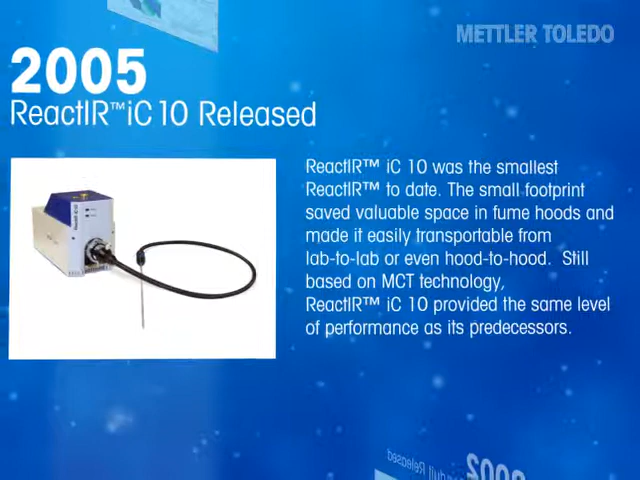 METTLER TOLEDO
2005
ReactIR™ iC 10 Released
ReactIR™ iC 10 was the smallest
ReactIR™ to date. The small footprint
saved valuable space in fume hoods and
made it easily transportable from
lab-to-lab or even hood-to-hood. Still
based on MCT technology,
ReactIR™ iC 10 provided the same level
of performance as its predecessors.
2002
Released